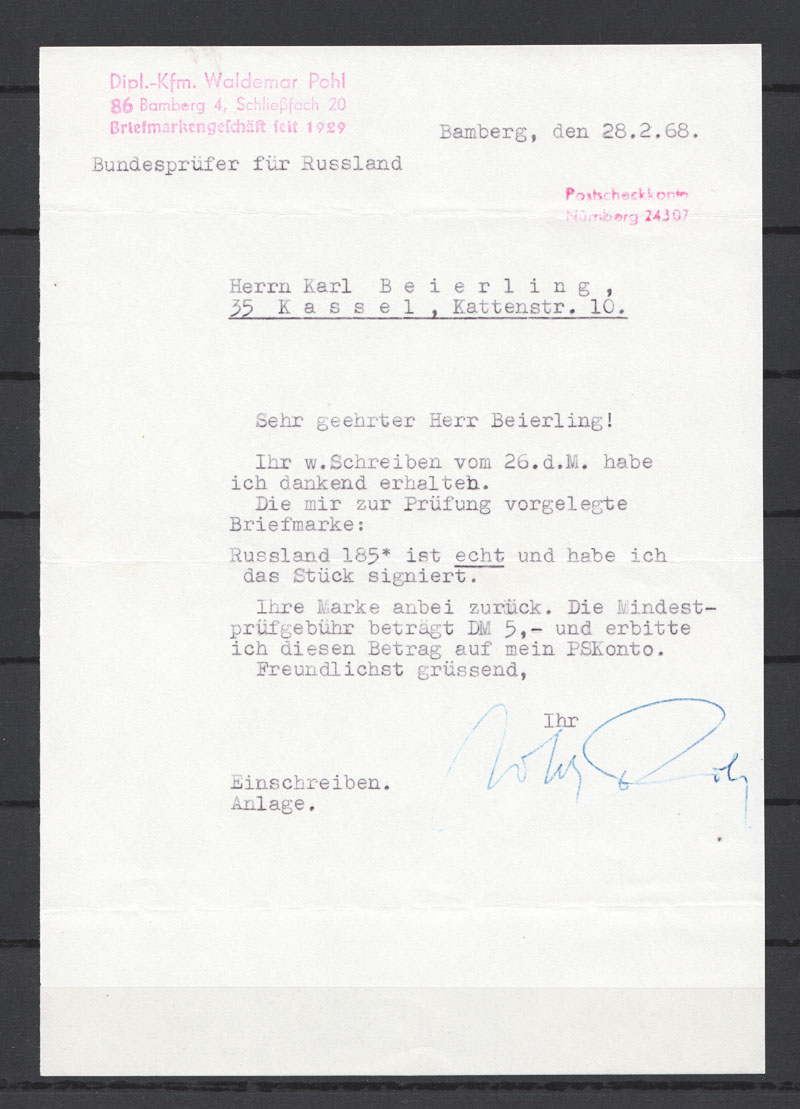 Dipl.-Kfm. Waldemar Pohl
86 Bamberg 4, Schließfach 20
Briefmarkengeschäft seit 1929
Bamberg, den 28.2.68.
Bundesprüfer für Russland
Postscheckkonto
Nürnberg 24307
Herrn Karl B e i e r l i n g ,
35 K a s s e l , Kattenstr. 10.
Sehr geehrter Herr Beierling!
Ihr w.Schreiben vom 26.d.M. habe
ich dankend erhalten.
Die mir zur Prüfung vorgelegte
Briefmarke:
Russland 185* ist echt und habe ich
das Stück signiert.
Ihre Marke anbei zurück. Die Mindest-
prüfgebühr beträgt DM 5,- und erbitte
ich diesen Betrag auf mein PSKonto.
Freundlichst grüssend,
Ihr
Einschreiben.
Anlage.